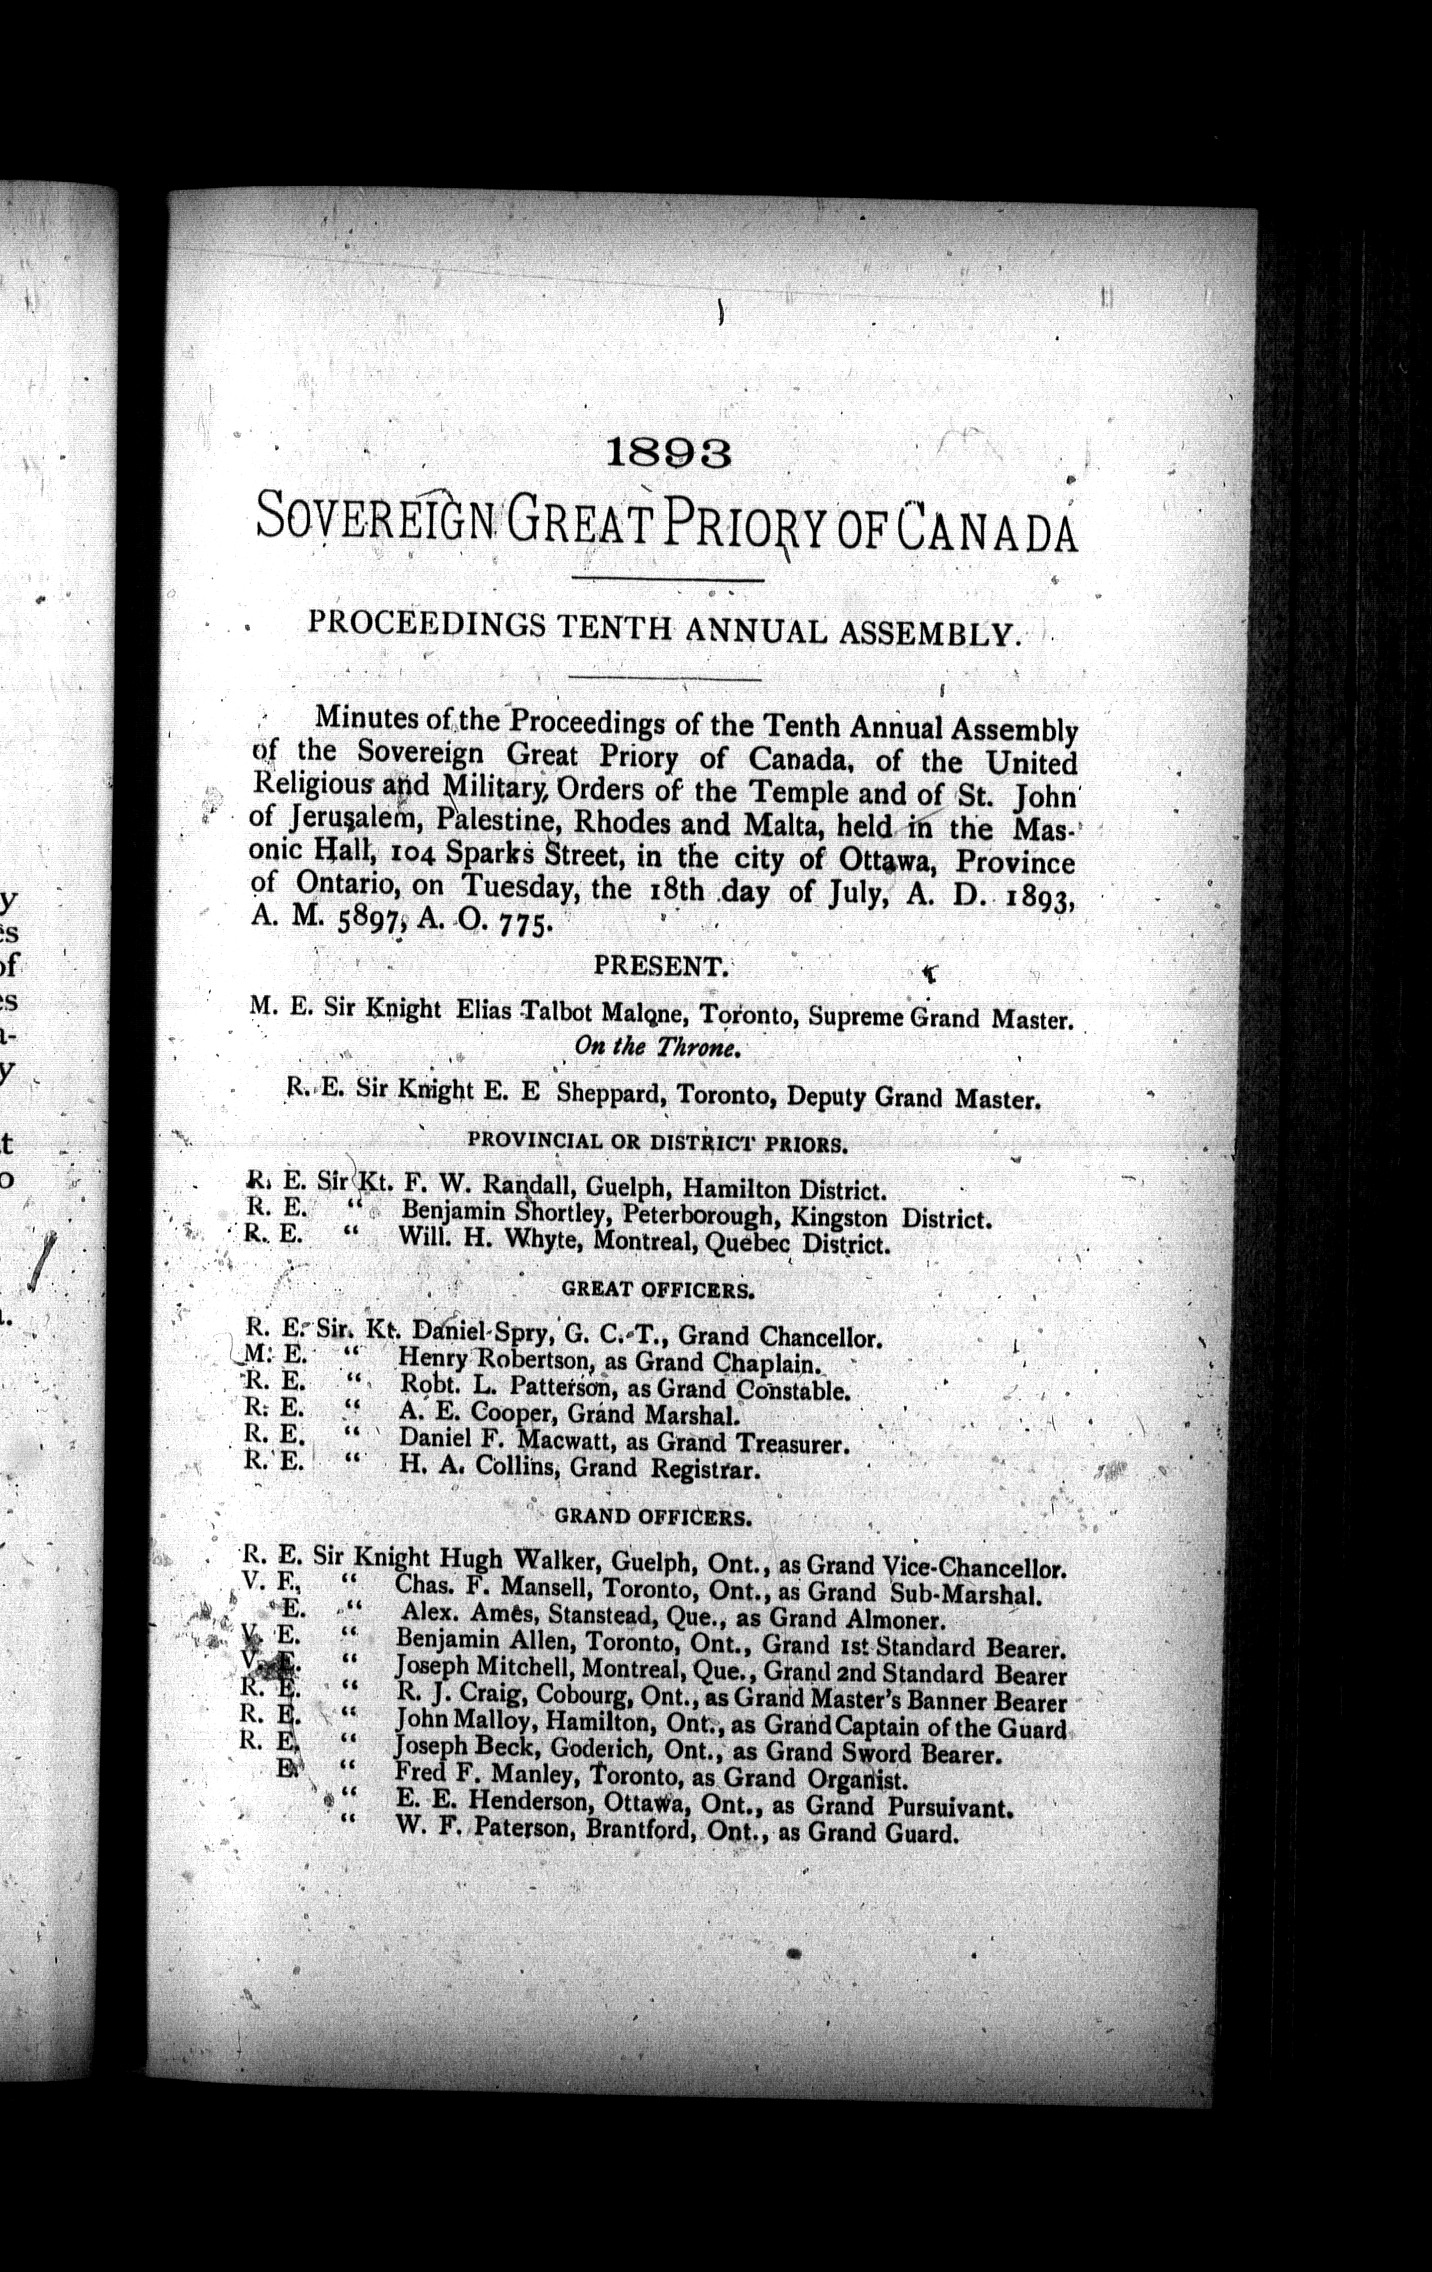 1893
SOVEREIGN GREAT PRIORY OF CANADA
PROCEEDINGS TENTH ANNUAL ASSEMBLY.
Minutes of the Proceedings of the Tenth Annual Assembly
of the Sovereign Great Priory of Canada, of the United
Religious and Military Orders of the Temple and of St. John
of Jerusalem, Palestine, Rhodes and Malta, held in the Mas-
onic Hall, 104 Sparks Street, in the city of Ottawa, Province
of Ontario, on Tuesday, the 18th day of July, A. D. 1893,
A. M. 5897, A. O. 775.
PRESENT.
M. E. Sir Knight Elias Talbot Malone, Toronto, Supreme Grand Master.
On the Throne.
R. E. Sir Knight E. E Sheppard, Toronto, Deputy Grand Master.
PROVINCIAL OR DISTRICT PRIORS.
R. E. Sir Kt. F. W. Randall, Guelph, Hamilton District.
R. E. “ Benjamin Shortley, Peterborough, Kingston District.
R. E. “ Will. H. Whyte, Montreal, Quebec District.
GREAT OFFICERS.
R. E. Sir. Kt. Daniel Spry, G. C. T., Grand Chancellor.
M. E. “ Henry Robertson, as Grand Chaplain.
R. E. “ Robt. L. Patterson, as Grand Constable.
R. E. “ A. E. Cooper, Grand Marshal.
R. E. “ Daniel F. Macwatt, as Grand Treasurer.
R. E. “ H. A. Collins, Grand Registrar.
GRAND OFFICERS.
R. E. Sir Knight Hugh Walker, Guelph, Ont., as Grand Vice-Chancellor.
V. E. “ Chas. F. Mansell, Toronto, Ont., as Grand Sub-Marshal.
E. “ Alex. Ames, Stanstead, Que., as Grand Almoner.
V. E. “ Benjamin Allen, Toronto, Ont., Grand 1st Standard Bearer.
V. E. “ Joseph Mitchell, Montreal, Que., Grand 2nd Standard Bearer
R. E. “ R. J. Craig, Cobourg, Ont., as Grand Master's Banner Bearer
R. E. “ John Malloy, Hamilton, Ont., as Grand Captain of the Guard
R. E. “ Joseph Beck, Goderich, Ont., as Grand Sword Bearer.
E. “ Fred F. Manley, Toronto, as Grand Organist.
“ E. E. Henderson, Ottawa, Ont., as Grand Pursuivant.
“ W. F. Paterson, Brantford, Ont., as Grand Guard.